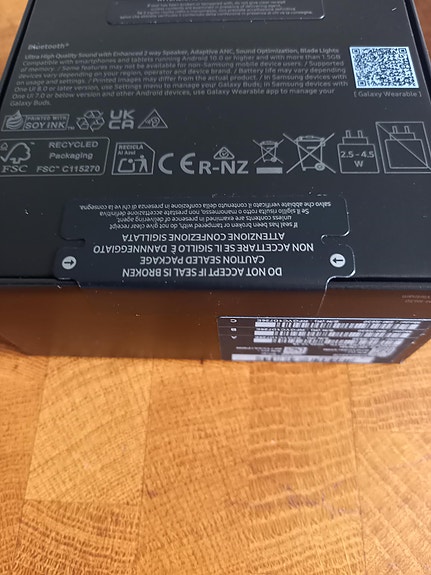 Bluetooth®
Ultra High Quality Sound with Enhanced 2 way Speaker, Adaptive ANC, Sound Optimization, Blade Lights
Compatible with smartphones and tablets running Android 10.0 or higher and with more than 1.5GB
of memory. / Some features may not be available for non-Samsung mobile device users. / Supported
devices may vary depending on your region, operator and device brand. / Battery life may vary depending
on usage and settings. / Printed images may differ from the actual product. / In Samsung devices with
One UI 6.1 or later version, use Settings menu to manage your Galaxy Buds; in Samsung devices with
One UI or below version and other Android devices, use Galaxy Wearable app to manage your
Galaxy Buds.
[ Galaxy Wearable ]
PRINTED WITH
SOY INK
UK
CA
FSC
RECYCLED
Packaging
FSC® C115270
RECICLA
Al Azul
CE
R-NZ
2.5 - 4.5
W
DO NOT ACCEPT IF SEAL IS BROKEN
CAUTION SEALED PACKAGE
NON ACCETTARE SE IL SIGILLO È DANNEGGIATO
ATTENZIONE CONFEZIONE SIGILLATA
If seal has been broken or tampered with, do not give clear receipt
unless contents are examined in presence of delivering agent.
Se il sigillo risulta rotto o manomesso, non prestate accettazione definitiva
salvo che abbiate verificato il contenuto della confezione in presenza di chi ve la consegna.
A
B
C